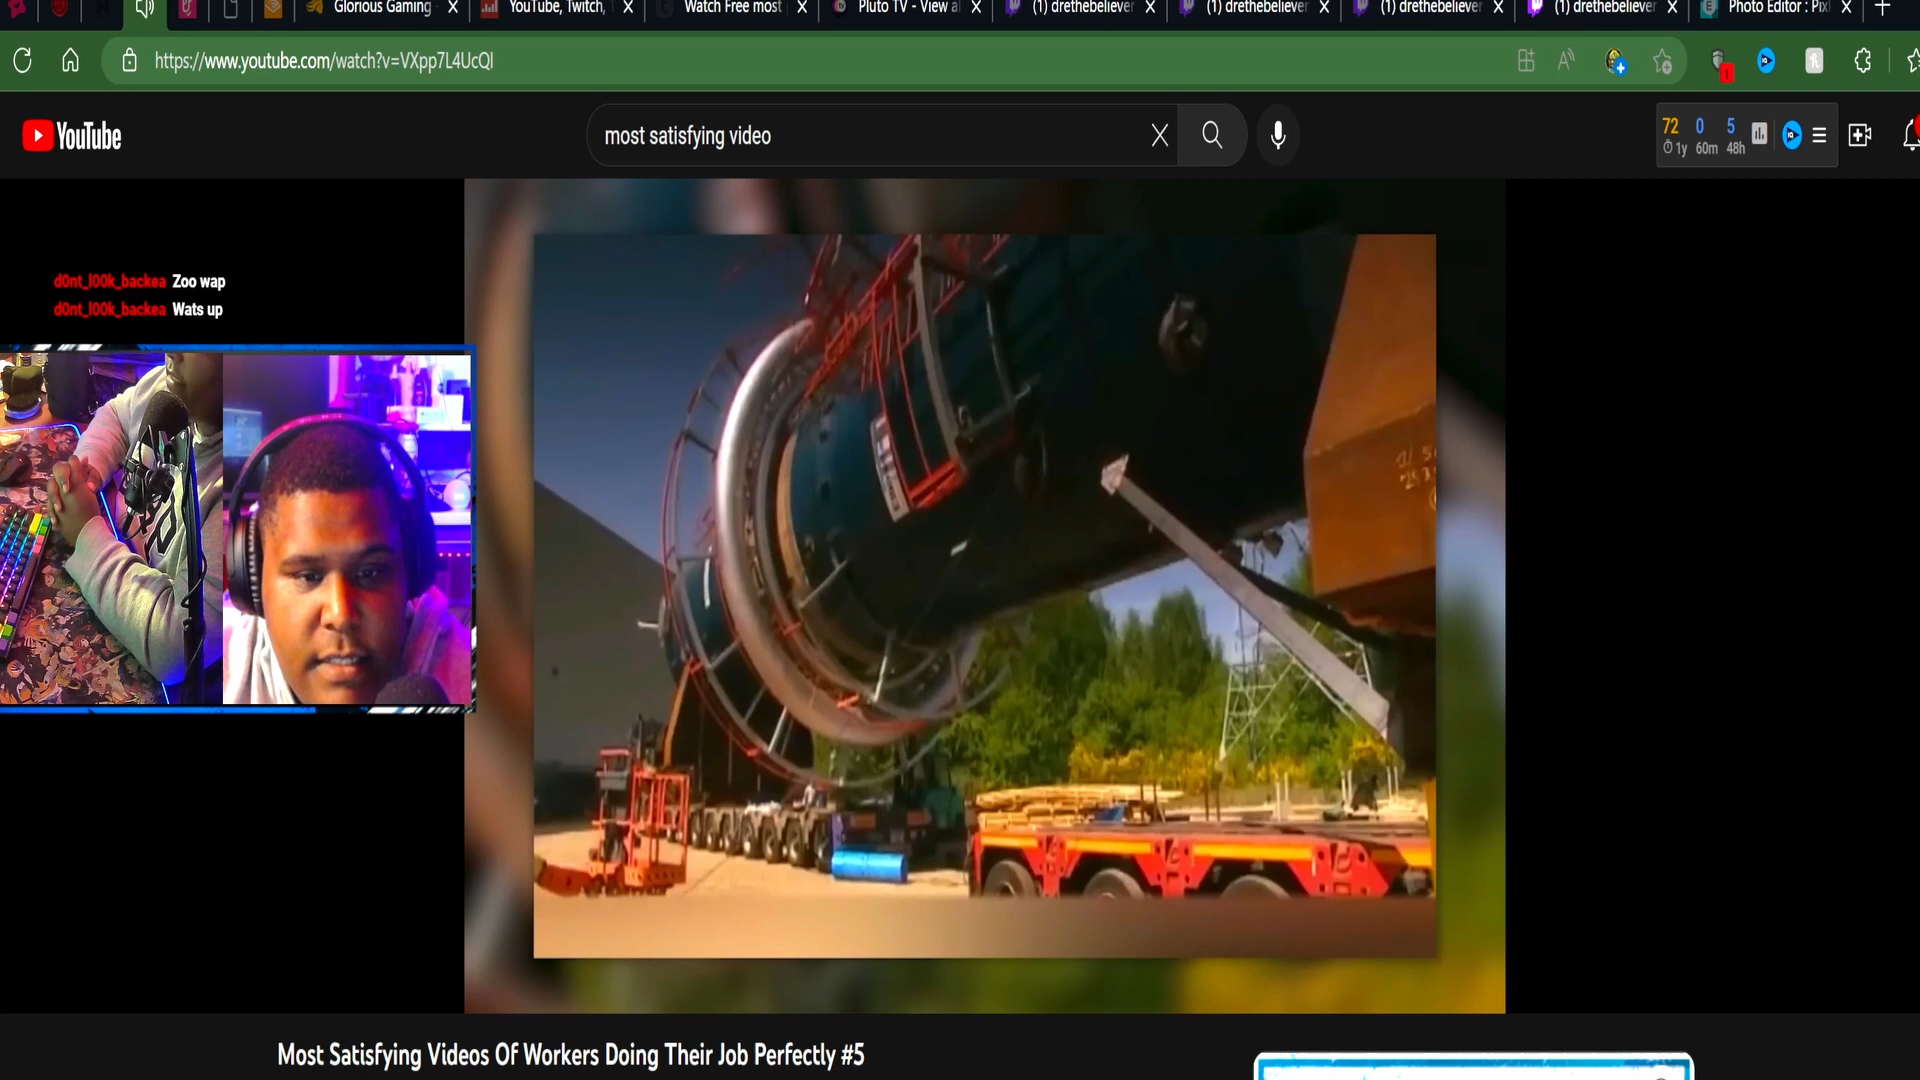 Glorious Gaming
YouTube, Twitch,
Watch Free most
Pluto TV - View al
(1) drethebeliever
(1) drethebeliever
(1) drethebeliever
(1) drethebeliever
Photo Editor : Pixl
https://www.youtube.com/watch?v=VXpp7L4UcQI
YouTube
most satisfying video
72 0 5
1y 60m 48h
d0nt_l00k_backea Zoo wap
d0nt_l00k_backea Wats up
Most Satisfying Videos Of Workers Doing Their Job Perfectly #5